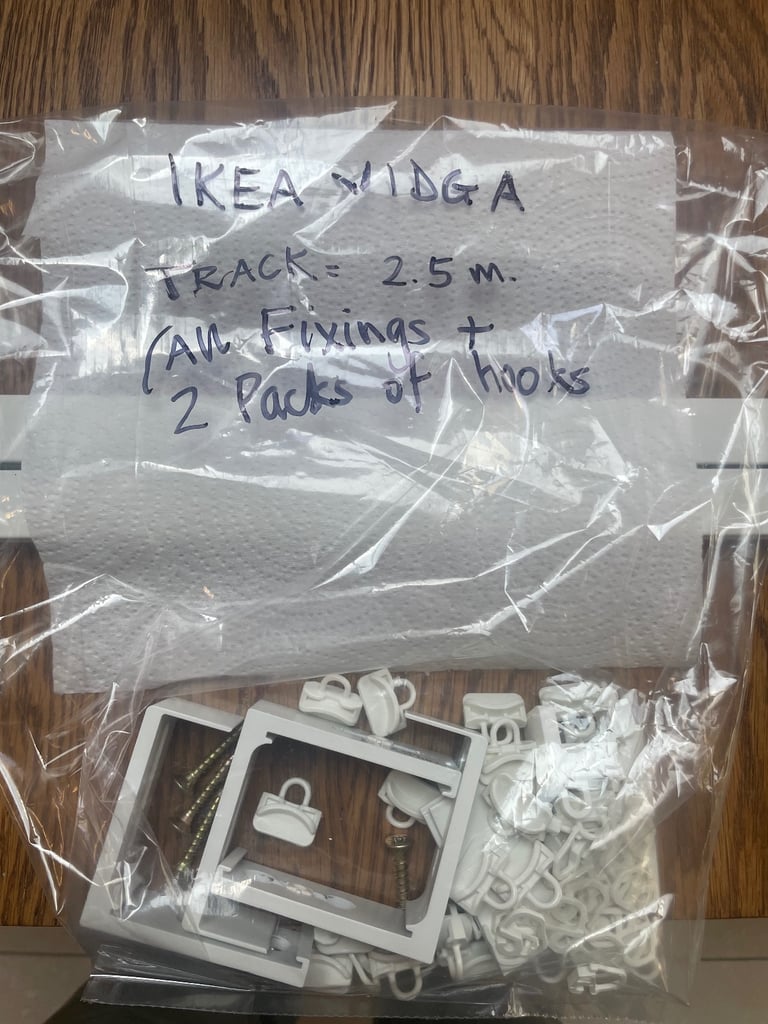 IKEA VIDGA
TRACK = 2.5 m.
(All Fixings +
2 Packs of hooks